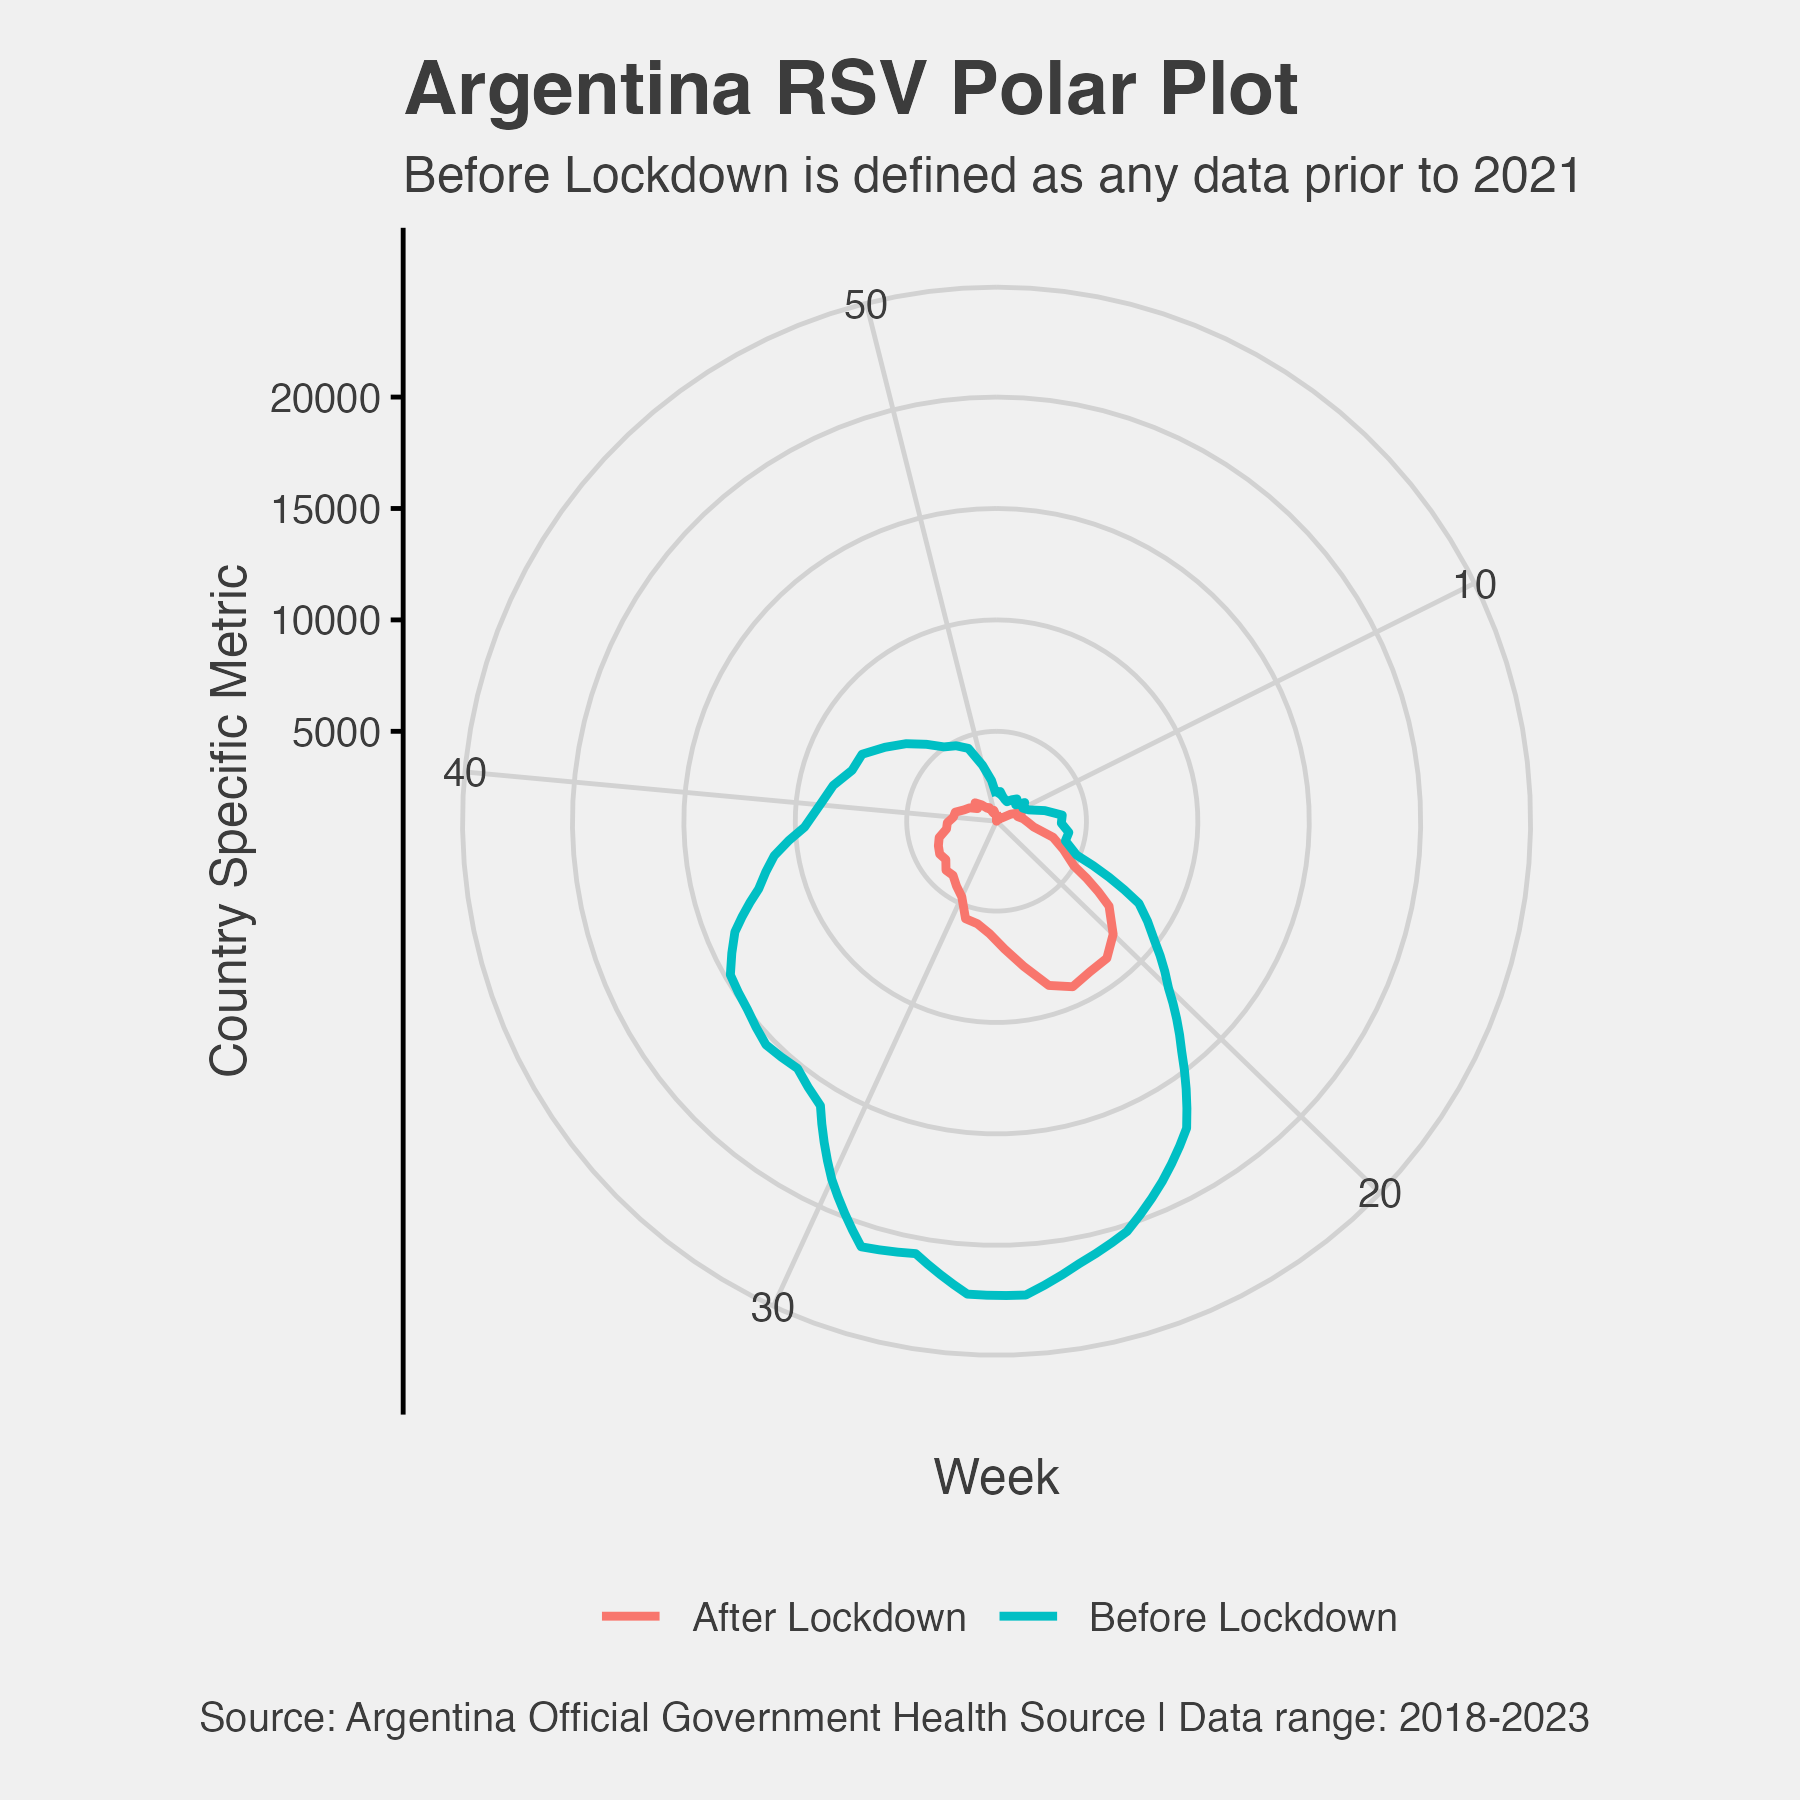 Argentina RSV Polar Plot
Before Lockdown is defined as any data prior to 2021
50
20000
15000
10
10000
5000
40
20
30
Country Specific Metric
Week
After Lockdown
Before Lockdown
Source: Argentina Official Government Health Source | Data range: 2018-2023